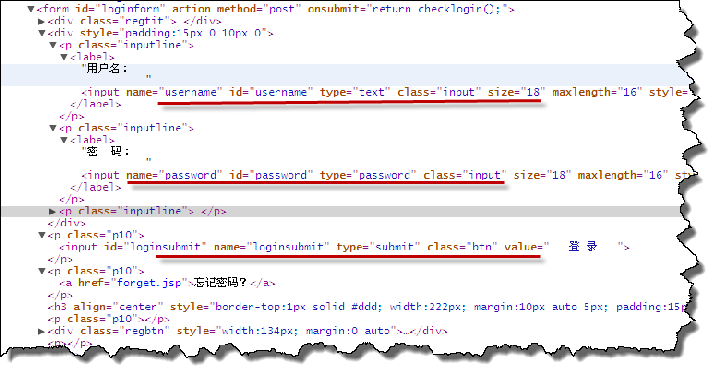 ▼<form id="loginform" action method="post" onsubmit="return checklogin();">
▶<div class="regtit"> </div>
▼<div style="padding:15px 0 10px 0">
▼<p class="inputline">
▼<label>
"用户名:
"
<input name="username" id="username" type="text" class="input" size="18" maxlength="16" style=
</label>
</p>
▼<p class="inputline">
▼<label>
"密 码:
"
<input name="password" id="password" type="password" class="input" size="18" maxlength="16" st
</label>
</p>
▶<p class="inputline"> </p>
</div>
▼<p class="p10">
<input id="loginsubmit" name="loginsubmit" type="submit" class="btn" value=" 登 录 ">
</p>
▼<p class="p10">
<a href="forget.jsp">忘记密码?</a>
</p>
<h3 align="center" style="border-top:1px solid #ddd; width:222px; margin:10px auto 5px; padding:15p
<p class="p10"></p>
▶<div class="regbtn" style="width:134px; margin:0 auto">…</div>
<p></p>